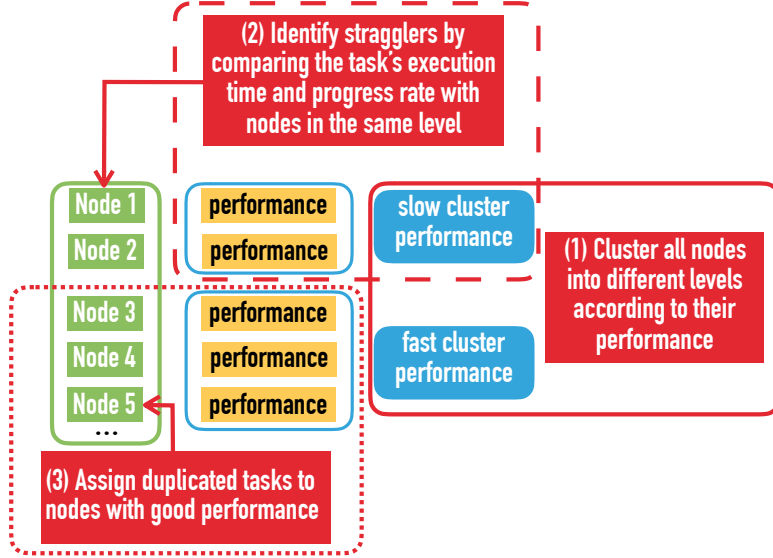 (2) Identify stragglers by
comparing the task's execution
time and progress rate with
nodes in the same level
Node 1
performance
slow cluster
performance
Node 2
performance
(1) Cluster all nodes
into different levels
according to their
performance
Node 3
performance
Node 4
performance
fast cluster
performance
Node 5
performance
...
(3) Assign duplicated tasks to
nodes with good performance